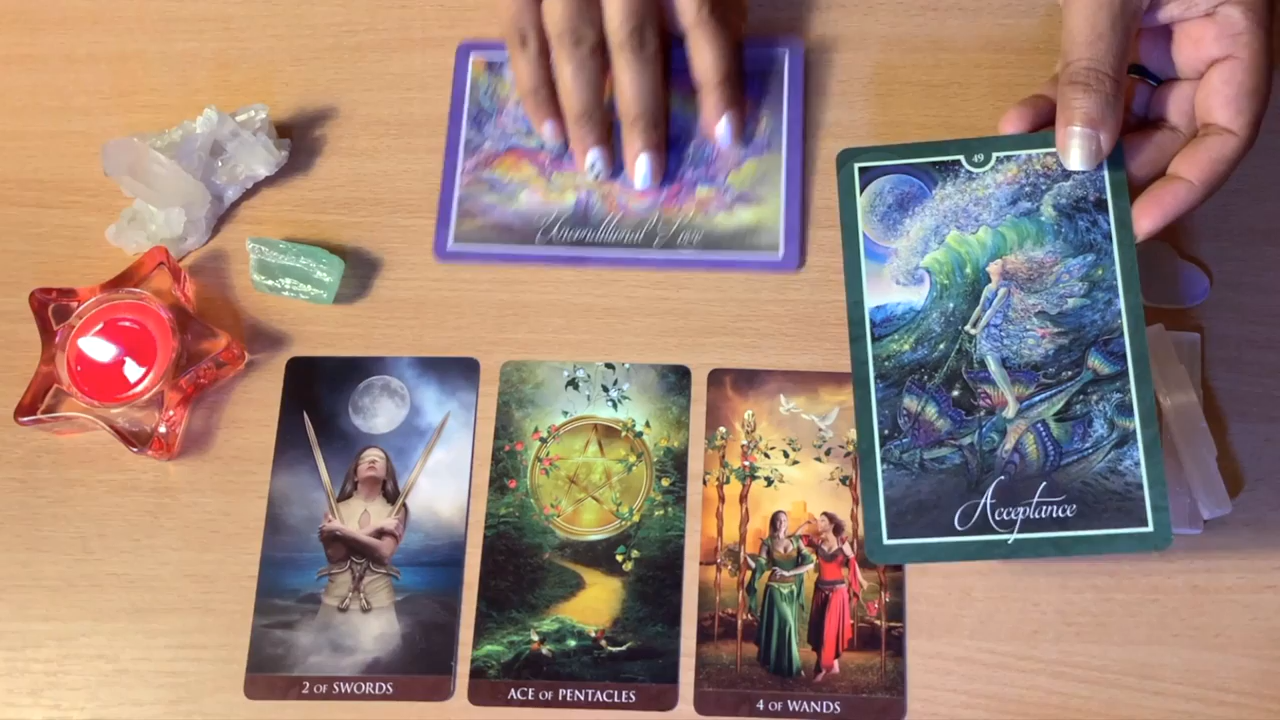 Unconditional Love
49
Acceptance
2 OF SWORDS
ACE OF PENTACLES
4 OF WANDS